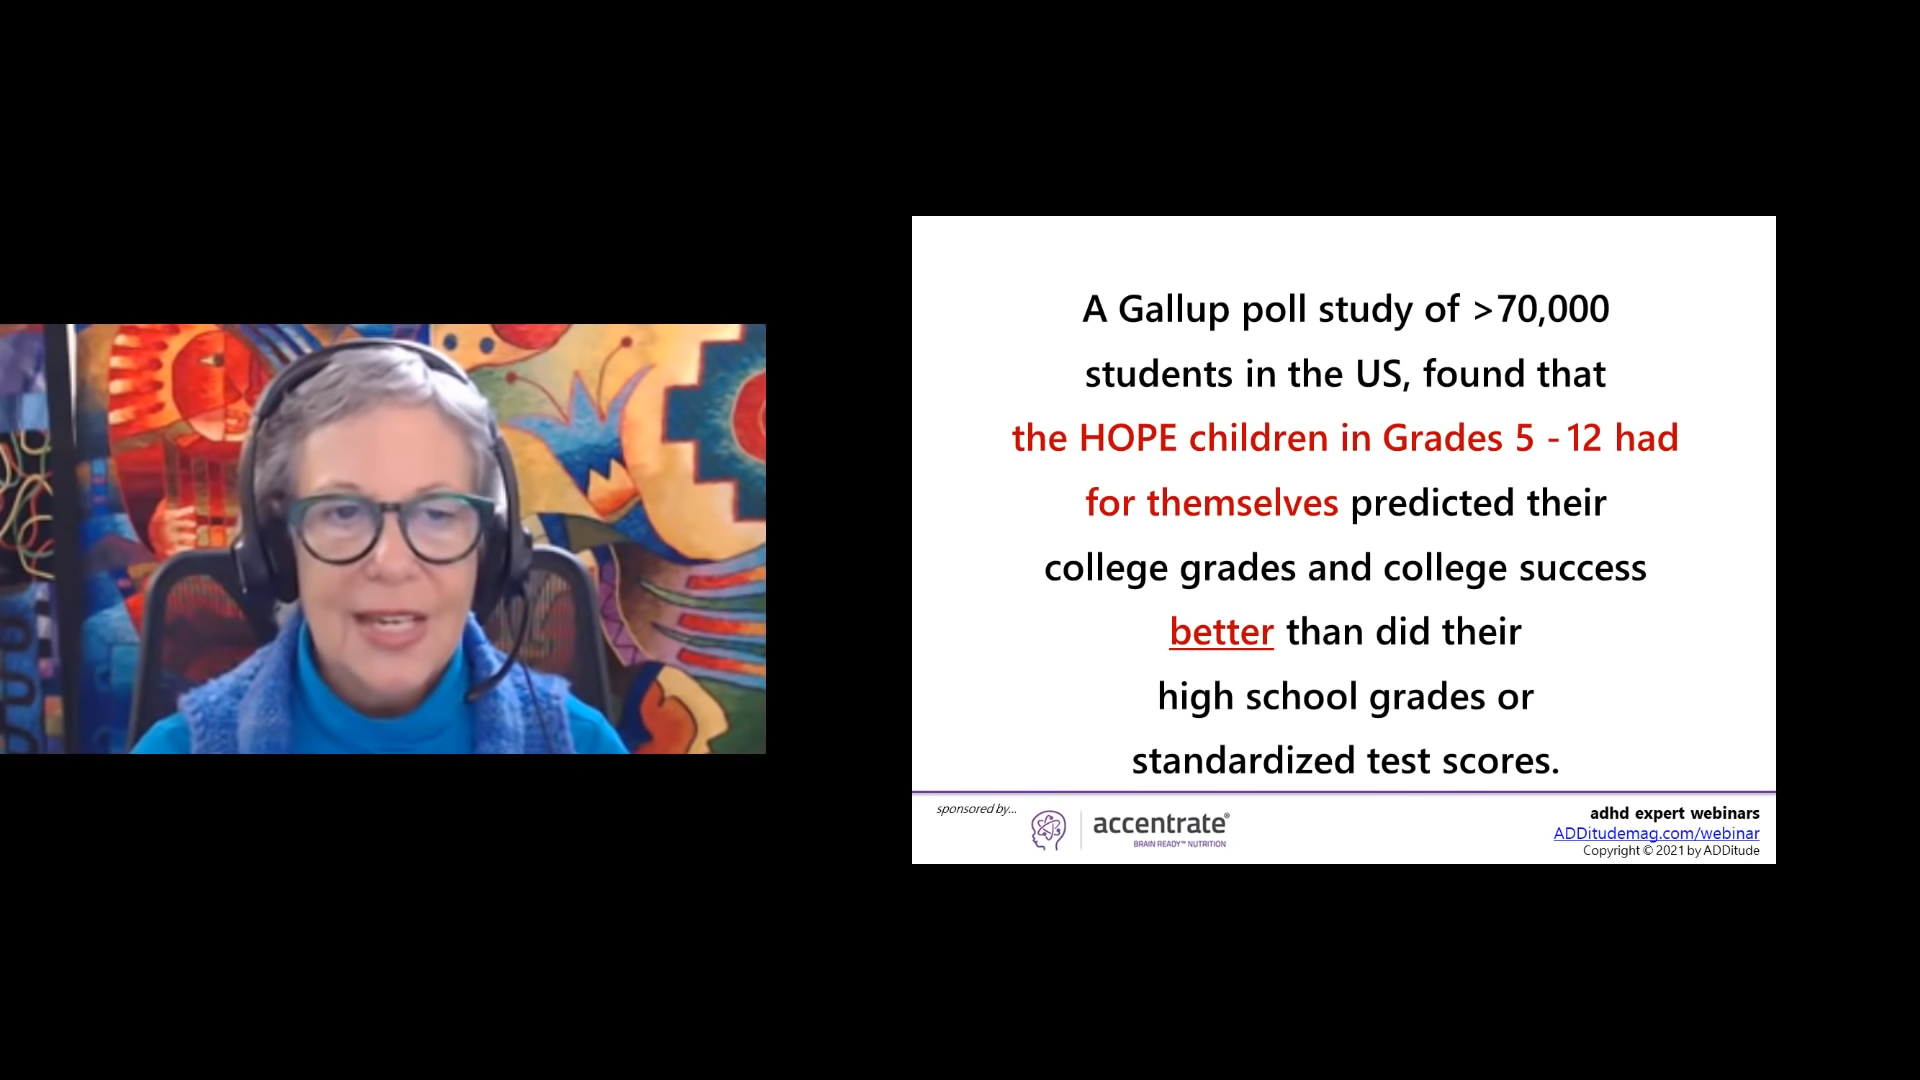 A Gallup poll study of >70,000
students in the US, found that
the HOPE children in Grades 5 - 12 had
for themselves predicted their
college grades and college success
better than did their
high school grades or
standardized test scores.
sponsored by...
accentrate®
BRAIN READY™ NUTRITION
adhd expert webinars
ADDitudemag.com/webinar
Copyright © 2021 by ADDitude